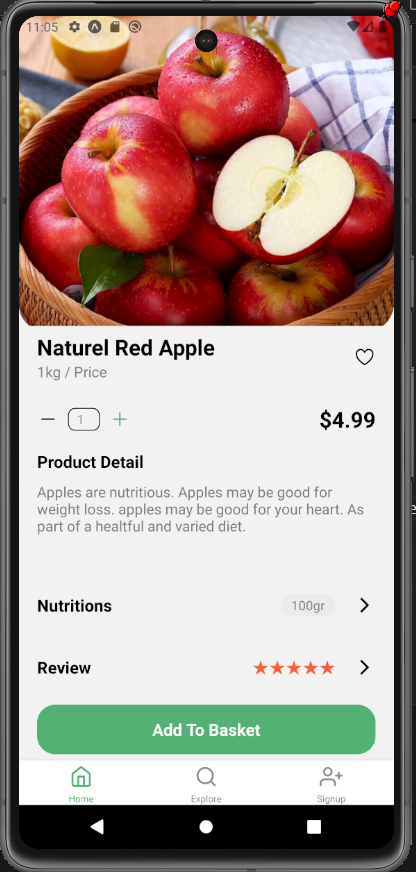 11:05
Naturel Red Apple
1kg / Price
1
$4.99
Product Detail
Apples are nutritious. Apples may be good for
weight loss. apples may be good for your heart. As
part of a healtful and varied diet.
Nutritions
100gr
Review
Add To Basket
Home
Explore
Signup